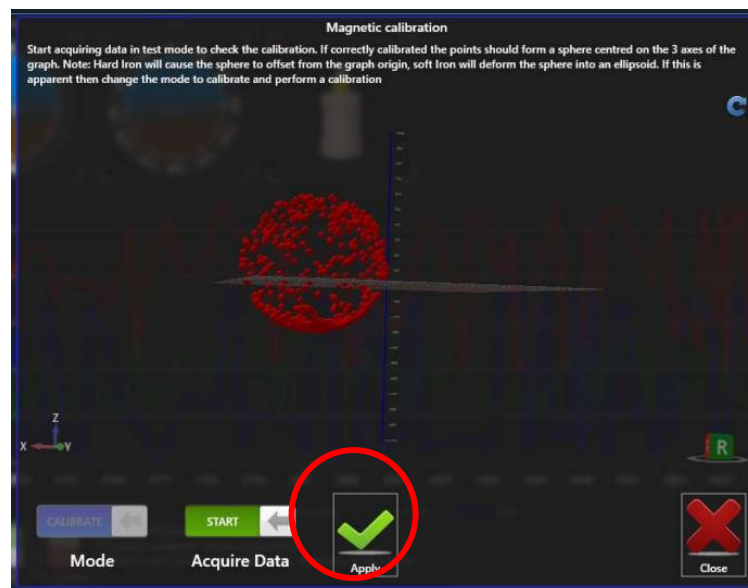 Magnetic calibration
Start acquiring data in test mode to check the calibration. If correctly calibrated the points should form a sphere centred on the 3 axes of the
graph. Note: Hard Iron will cause the sphere to offset from the graph origin, soft Iron will deform the sphere into an ellipsoid. If this is
apparent then change the mode to calibrate and perform a calibration
Z
X Y
R
CALIBRATE START
Mode Acquire Data Apply Close